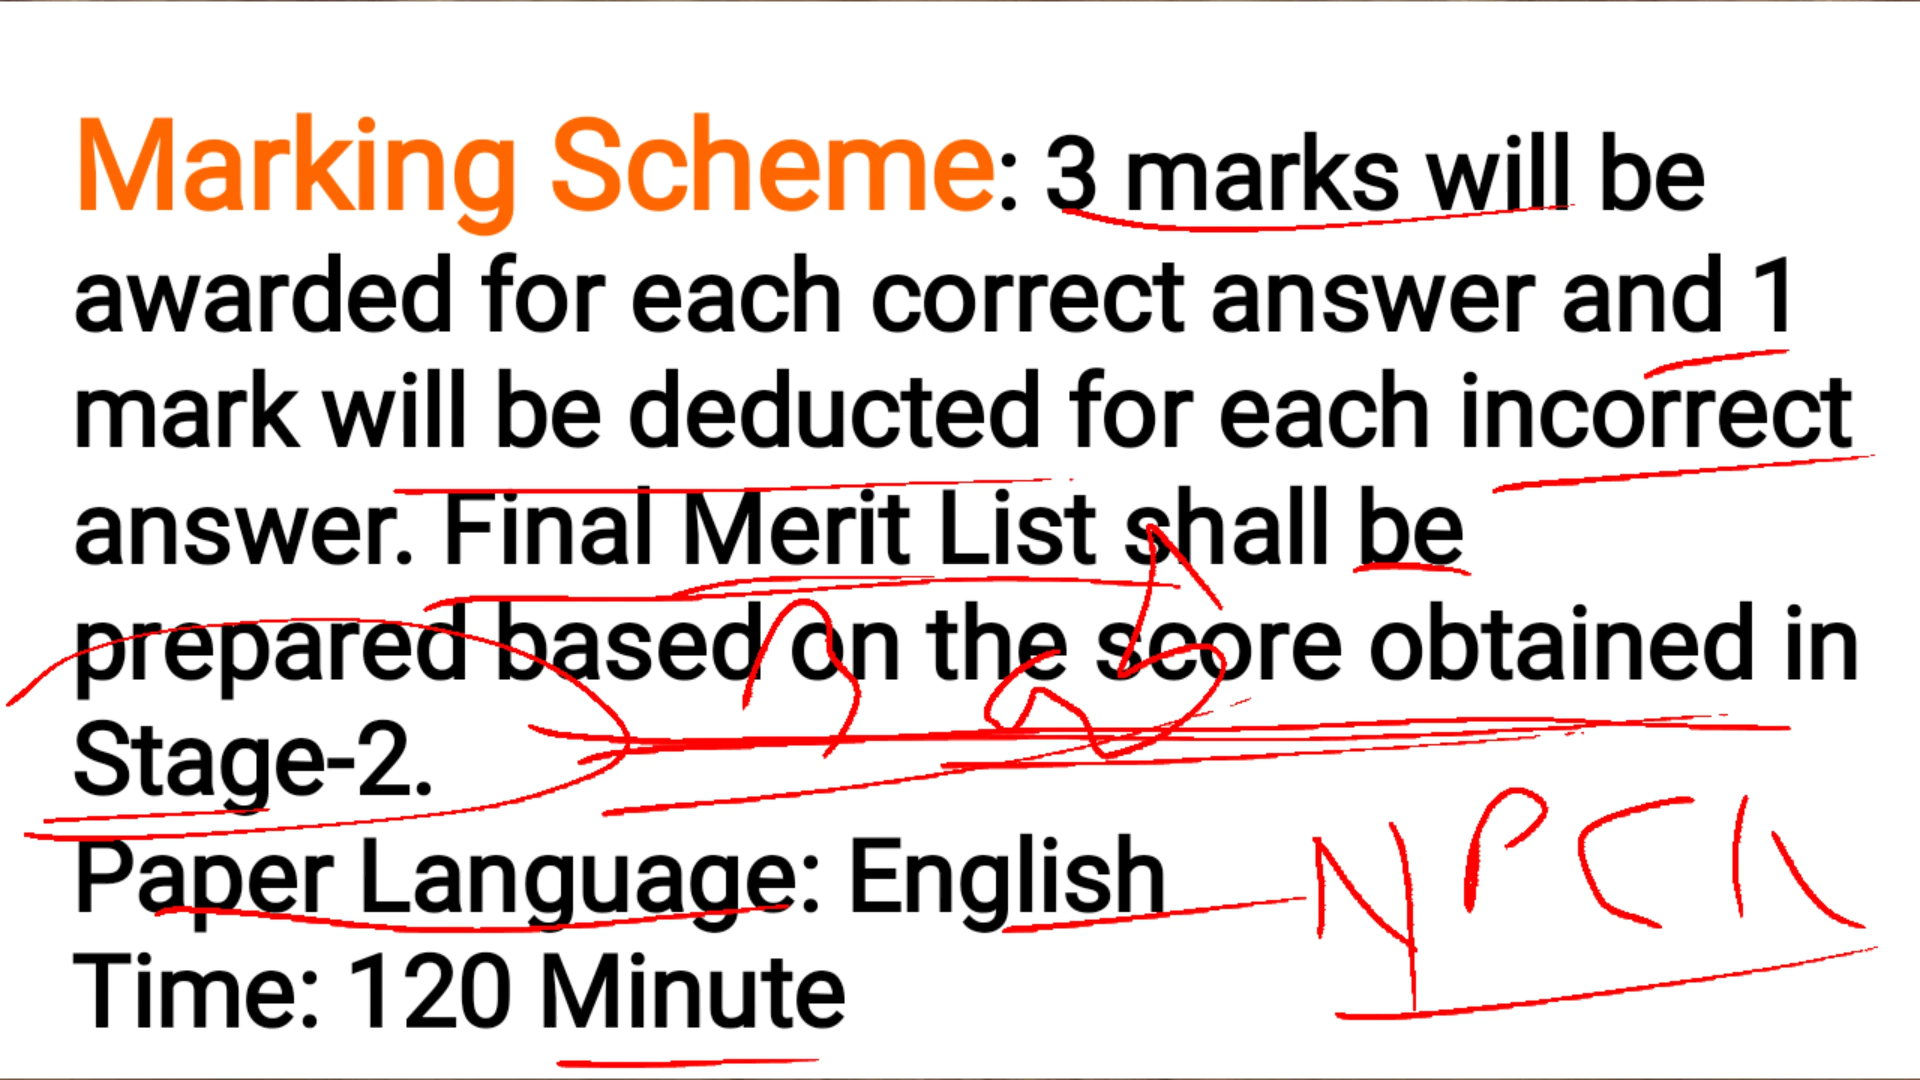 Marking Scheme: 3 marks will be
awarded for each correct answer and 1
mark will be deducted for each incorrect
answer. Final Merit List shall be
prepared based on the score obtained in
Stage-2.
Paper Language: English
Time: 120 Minute